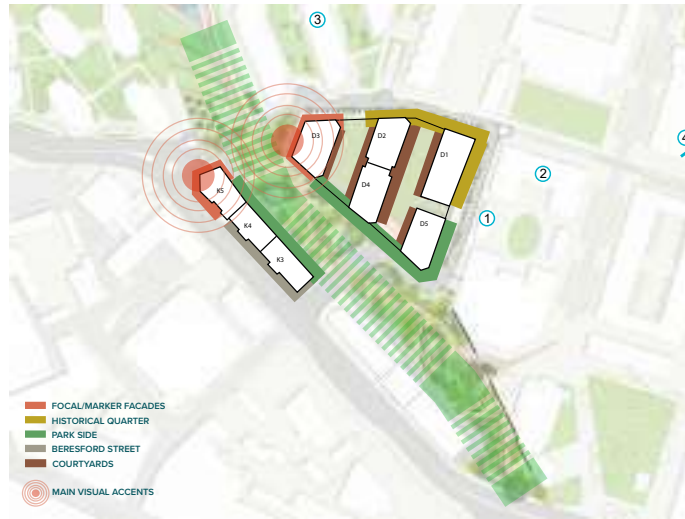 3
D3
D2
D1
4
2
K5
D4
1
K4
D5
K3
FOCAL/MARKER FACADES
HISTORICAL QUARTER
PARK SIDE
BERESFORD STREET
COURTYARDS
MAIN VISUAL ACCENTS